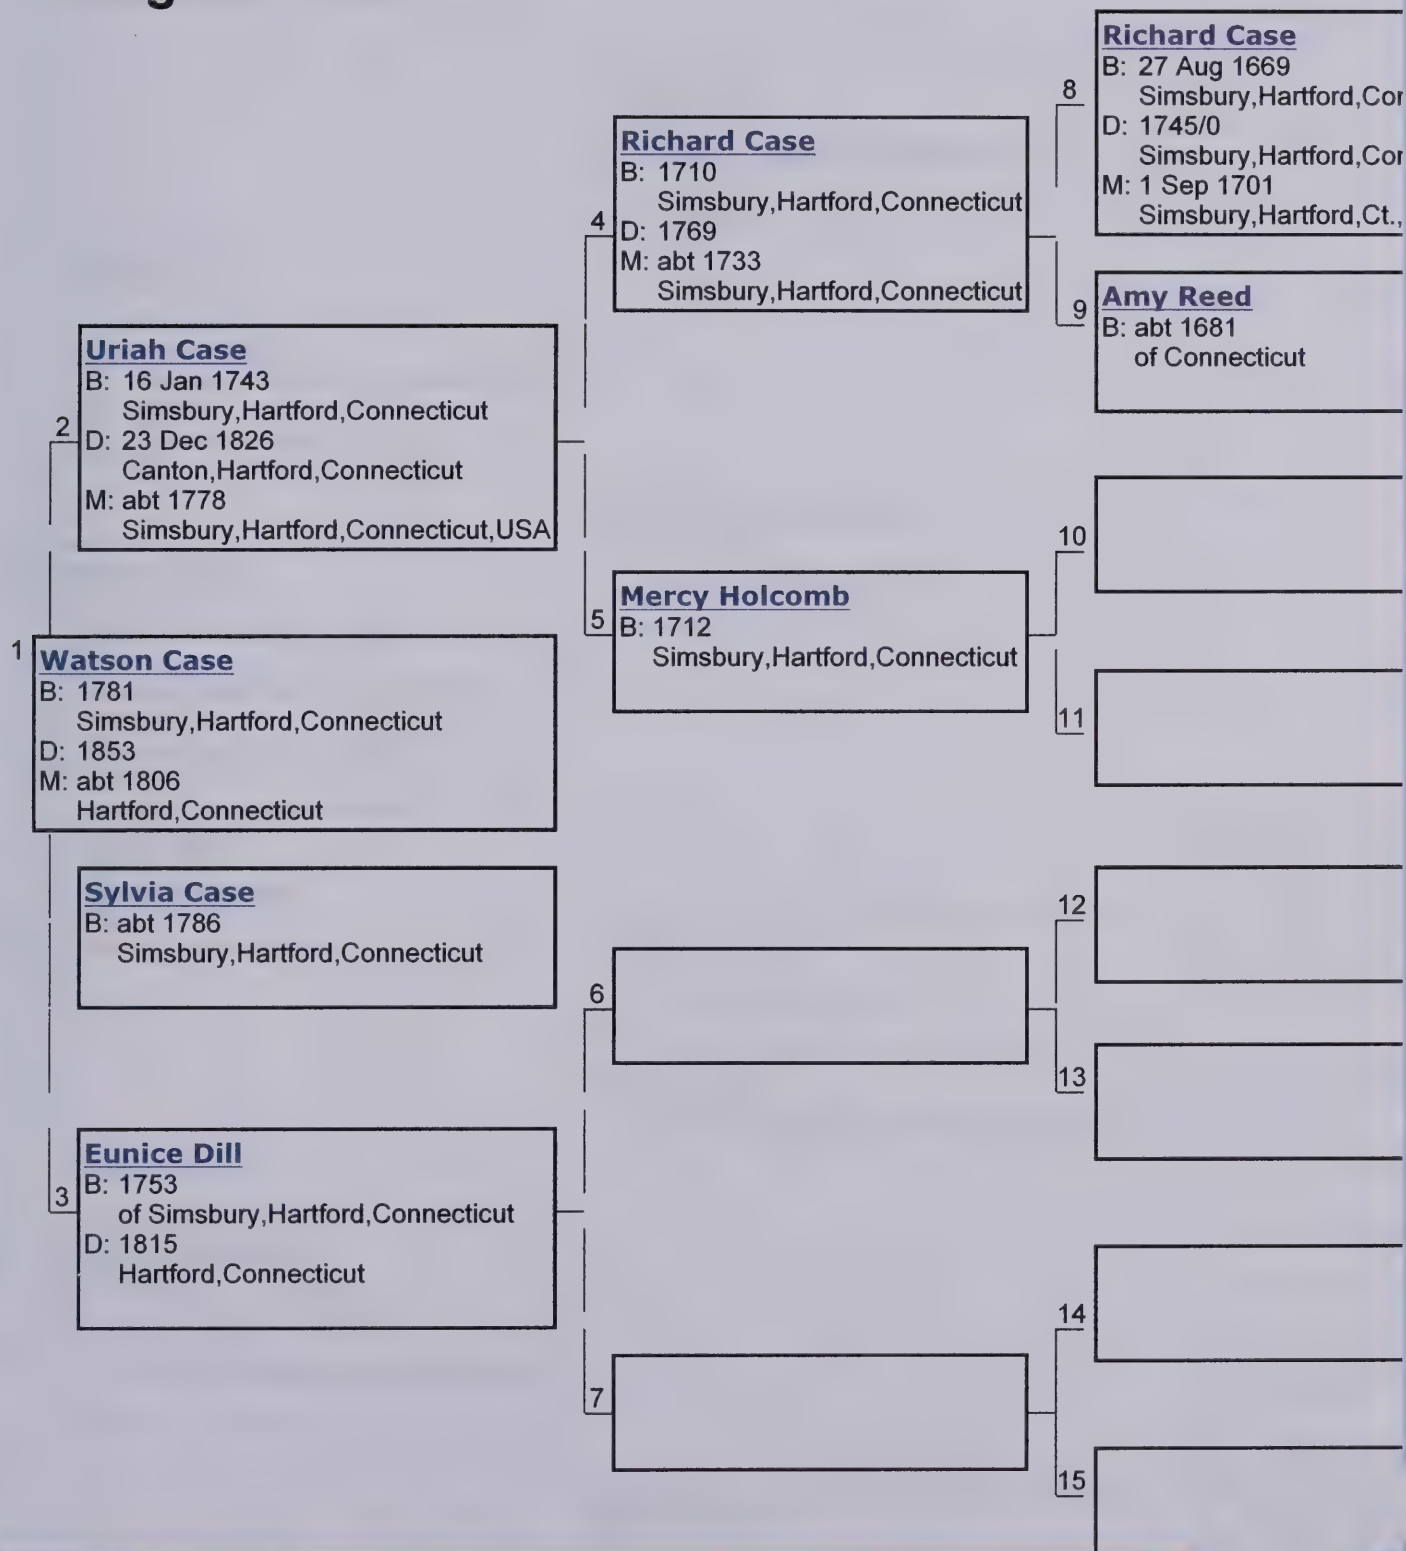 8
Richard Case
B: 27 Aug 1669
Simsbury,Hartford,
D: 1745/0
Simsbury,Hartford,
M: 1 Sep 1701
Simsbury,Hartford,Ct.,
4
Richard Case
B: 1710
Simsbury,Hartford,Connecticut
D: 1769
M: abt 1733
Simsbury,Hartford,Connecticut
9
Amy Reed
B: abt 1681
of Connecticut
2
Uriah Case
B: 16 Jan 1743
Simsbury,Hartford,Connecticut
D: 23 Dec 1826
Canton,Hartford,Connecticut
M: abt 1778
Simsbury,Hartford,Connecticut,USA
10
5
Mercy Holcomb
B: 1712
Simsbury,Hartford,Connecticut
11
1
Watson Case
B: 1781
Simsbury,Hartford,Connecticut
D: 1853
M: abt 1806
Hartford,Connecticut
Sylvia Case
B: abt 1786
Simsbury,Hartford,Connecticut
12
6
13
3
Eunice Dill
B: 1753
of Simsbury,Hartford,Connecticut
D: 1815
Hartford,Connecticut
14
7
15